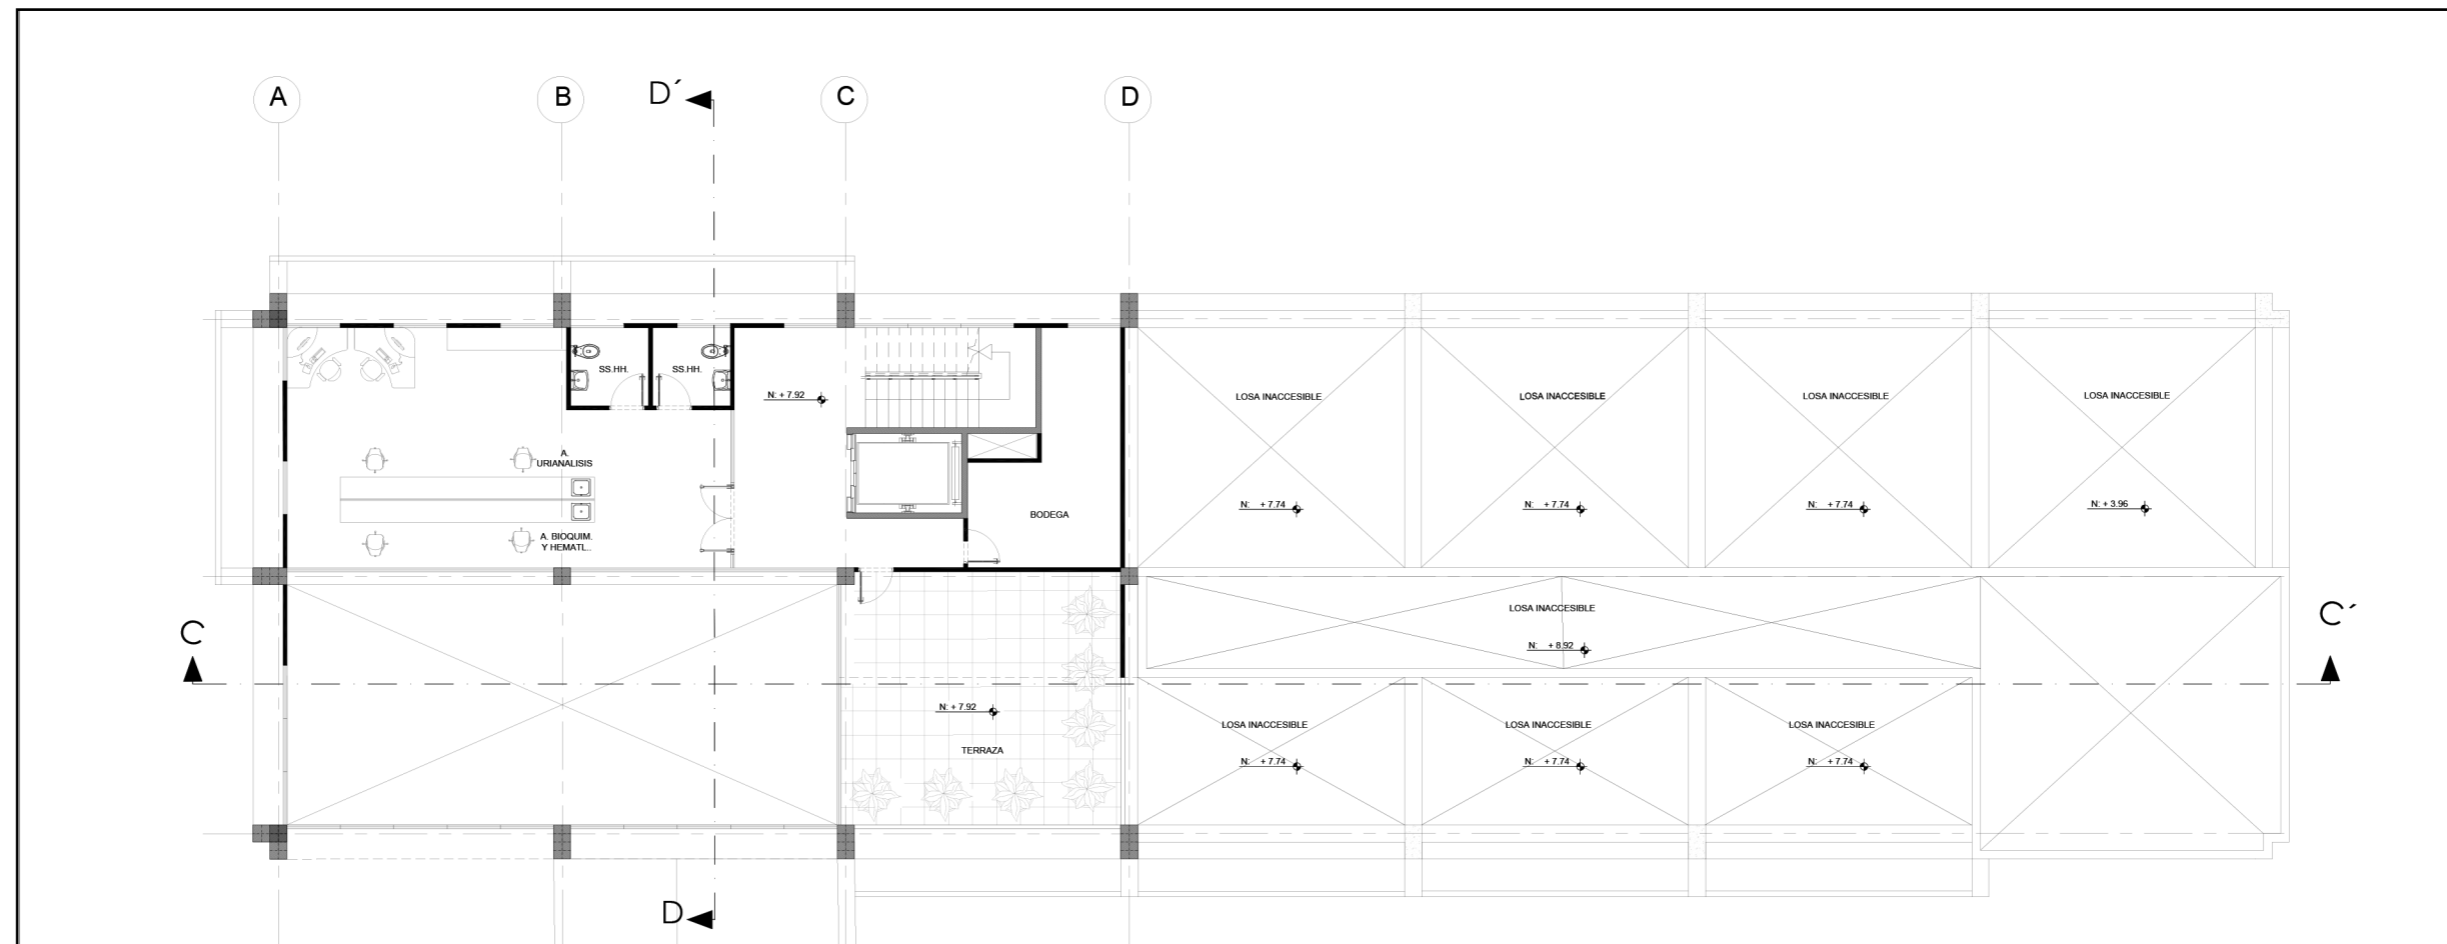 A
B
D´
C
D
SS.HH.
SS.HH.
N: + 7.92
LOSA INACCESIBLE
LOSA INACCESIBLE
LOSA INACCESIBLE
LOSA INACCESIBLE
A.
URIANALISIS
N: + 7.74
N: + 7.74
N: + 7.74
N: + 3.96
BODEGA
A. BIOQUIM.
Y HEMATL..
LOSA INACCESIBLE
C
C´
N: + 8.92
N: + 7.92
LOSA INACCESIBLE
LOSA INACCESIBLE
LOSA INACCESIBLE
TERRAZA
N: + 7.74
N: + 7.74
N: + 7.74
D